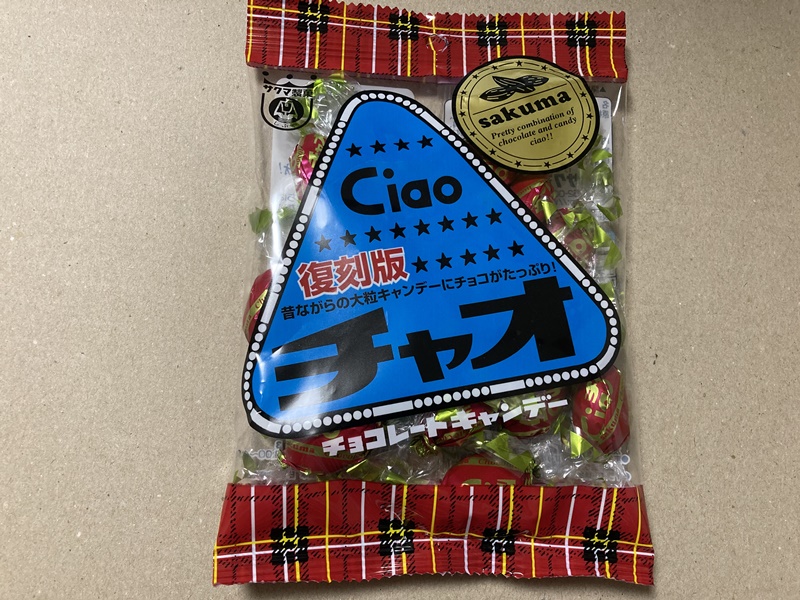 サクマ製菓
sakuma
Pretty combination of
chocolate and candy
ciao!!
Ciao
復刻版
昔ながらの大粒キャンデーにチョコがたっぷり!
チャオ
チョコレートキャンデー